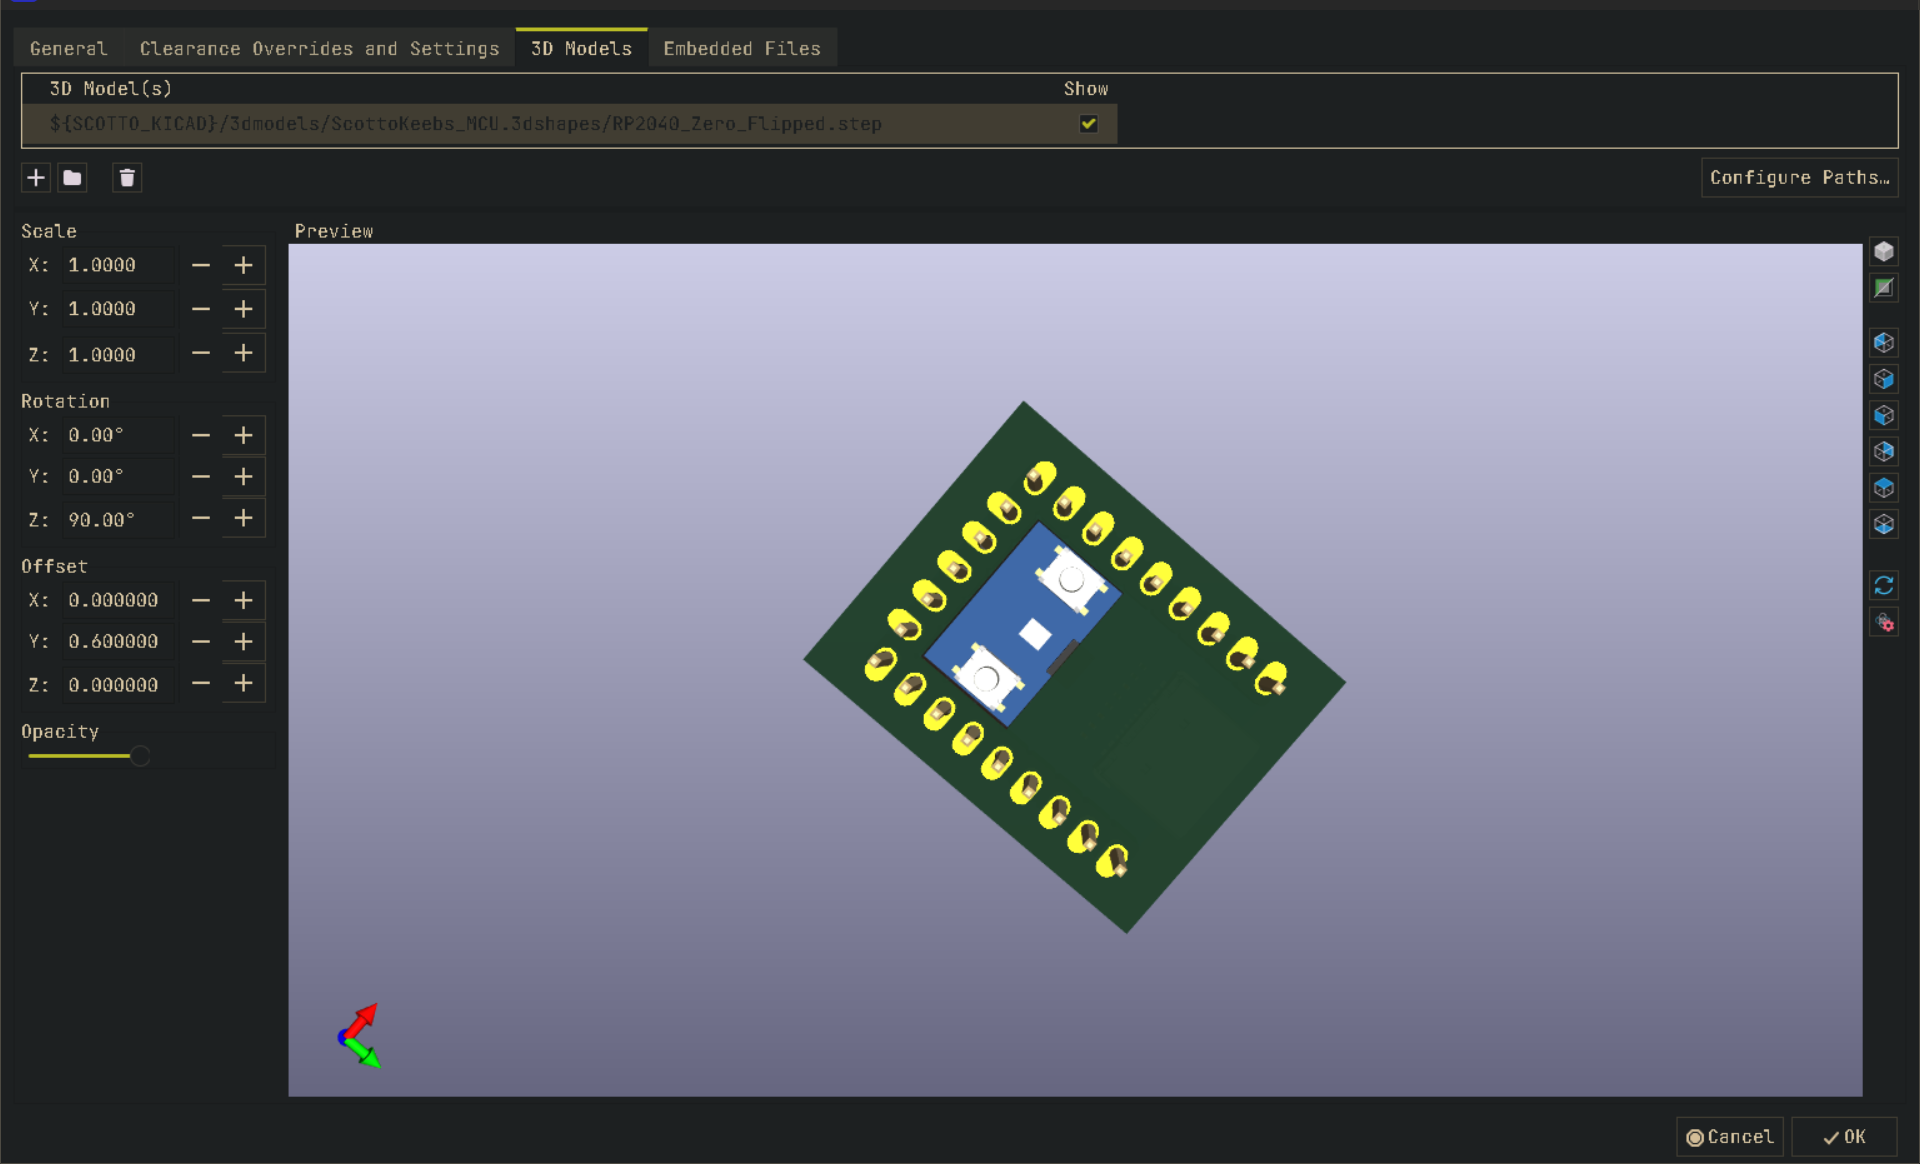 General Clearance Overrides and Settings 3D Models Embedded Files
3D Model(s) Show
${SCOTTO_KICAD}/3dmodels/ScottoKeebs_MCU.3dshapes/RP2040_Zero_Flipped.step
Configure Paths…
Scale
X: 1.0000 − +
Y: 1.0000 − +
Z: 1.0000 − +
Rotation
X: 0.00° − +
Y: 0.00° − +
Z: 90.00° − +
Offset
X: 0.000000 − +
Y: 0.600000 − +
Z: 0.000000 − +
Opacity
Preview
Cancel OK